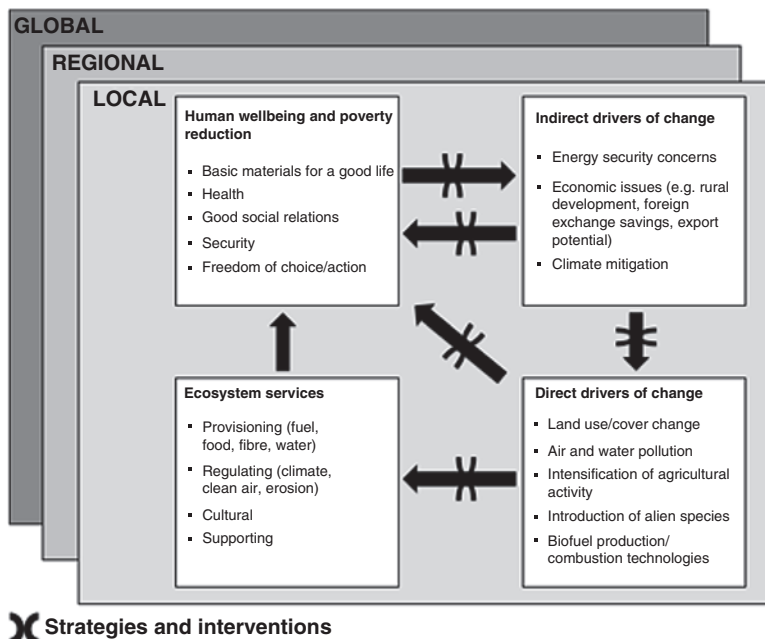 GLOBAL
REGIONAL
LOCAL
Human wellbeing and poverty
reduction
▪ Basic materials for a good life
▪ Health
▪ Good social relations
▪ Security
▪ Freedom of choice/action
Indirect drivers of change
▪ Energy security concerns
▪ Economic issues (e.g. rural
development, foreign
exchange savings, export
potential)
▪ Climate mitigation
Ecosystem services
▪ Provisioning (fuel,
food, fibre, water)
▪ Regulating (climate,
clean air, erosion)
▪ Cultural
▪ Supporting
Direct drivers of change
▪ Land use/cover change
▪ Air and water pollution
▪ Intensification of agricultural
activity
▪ Introduction of alien species
▪ Biofuel production/
combustion technologies
Strategies and interventions